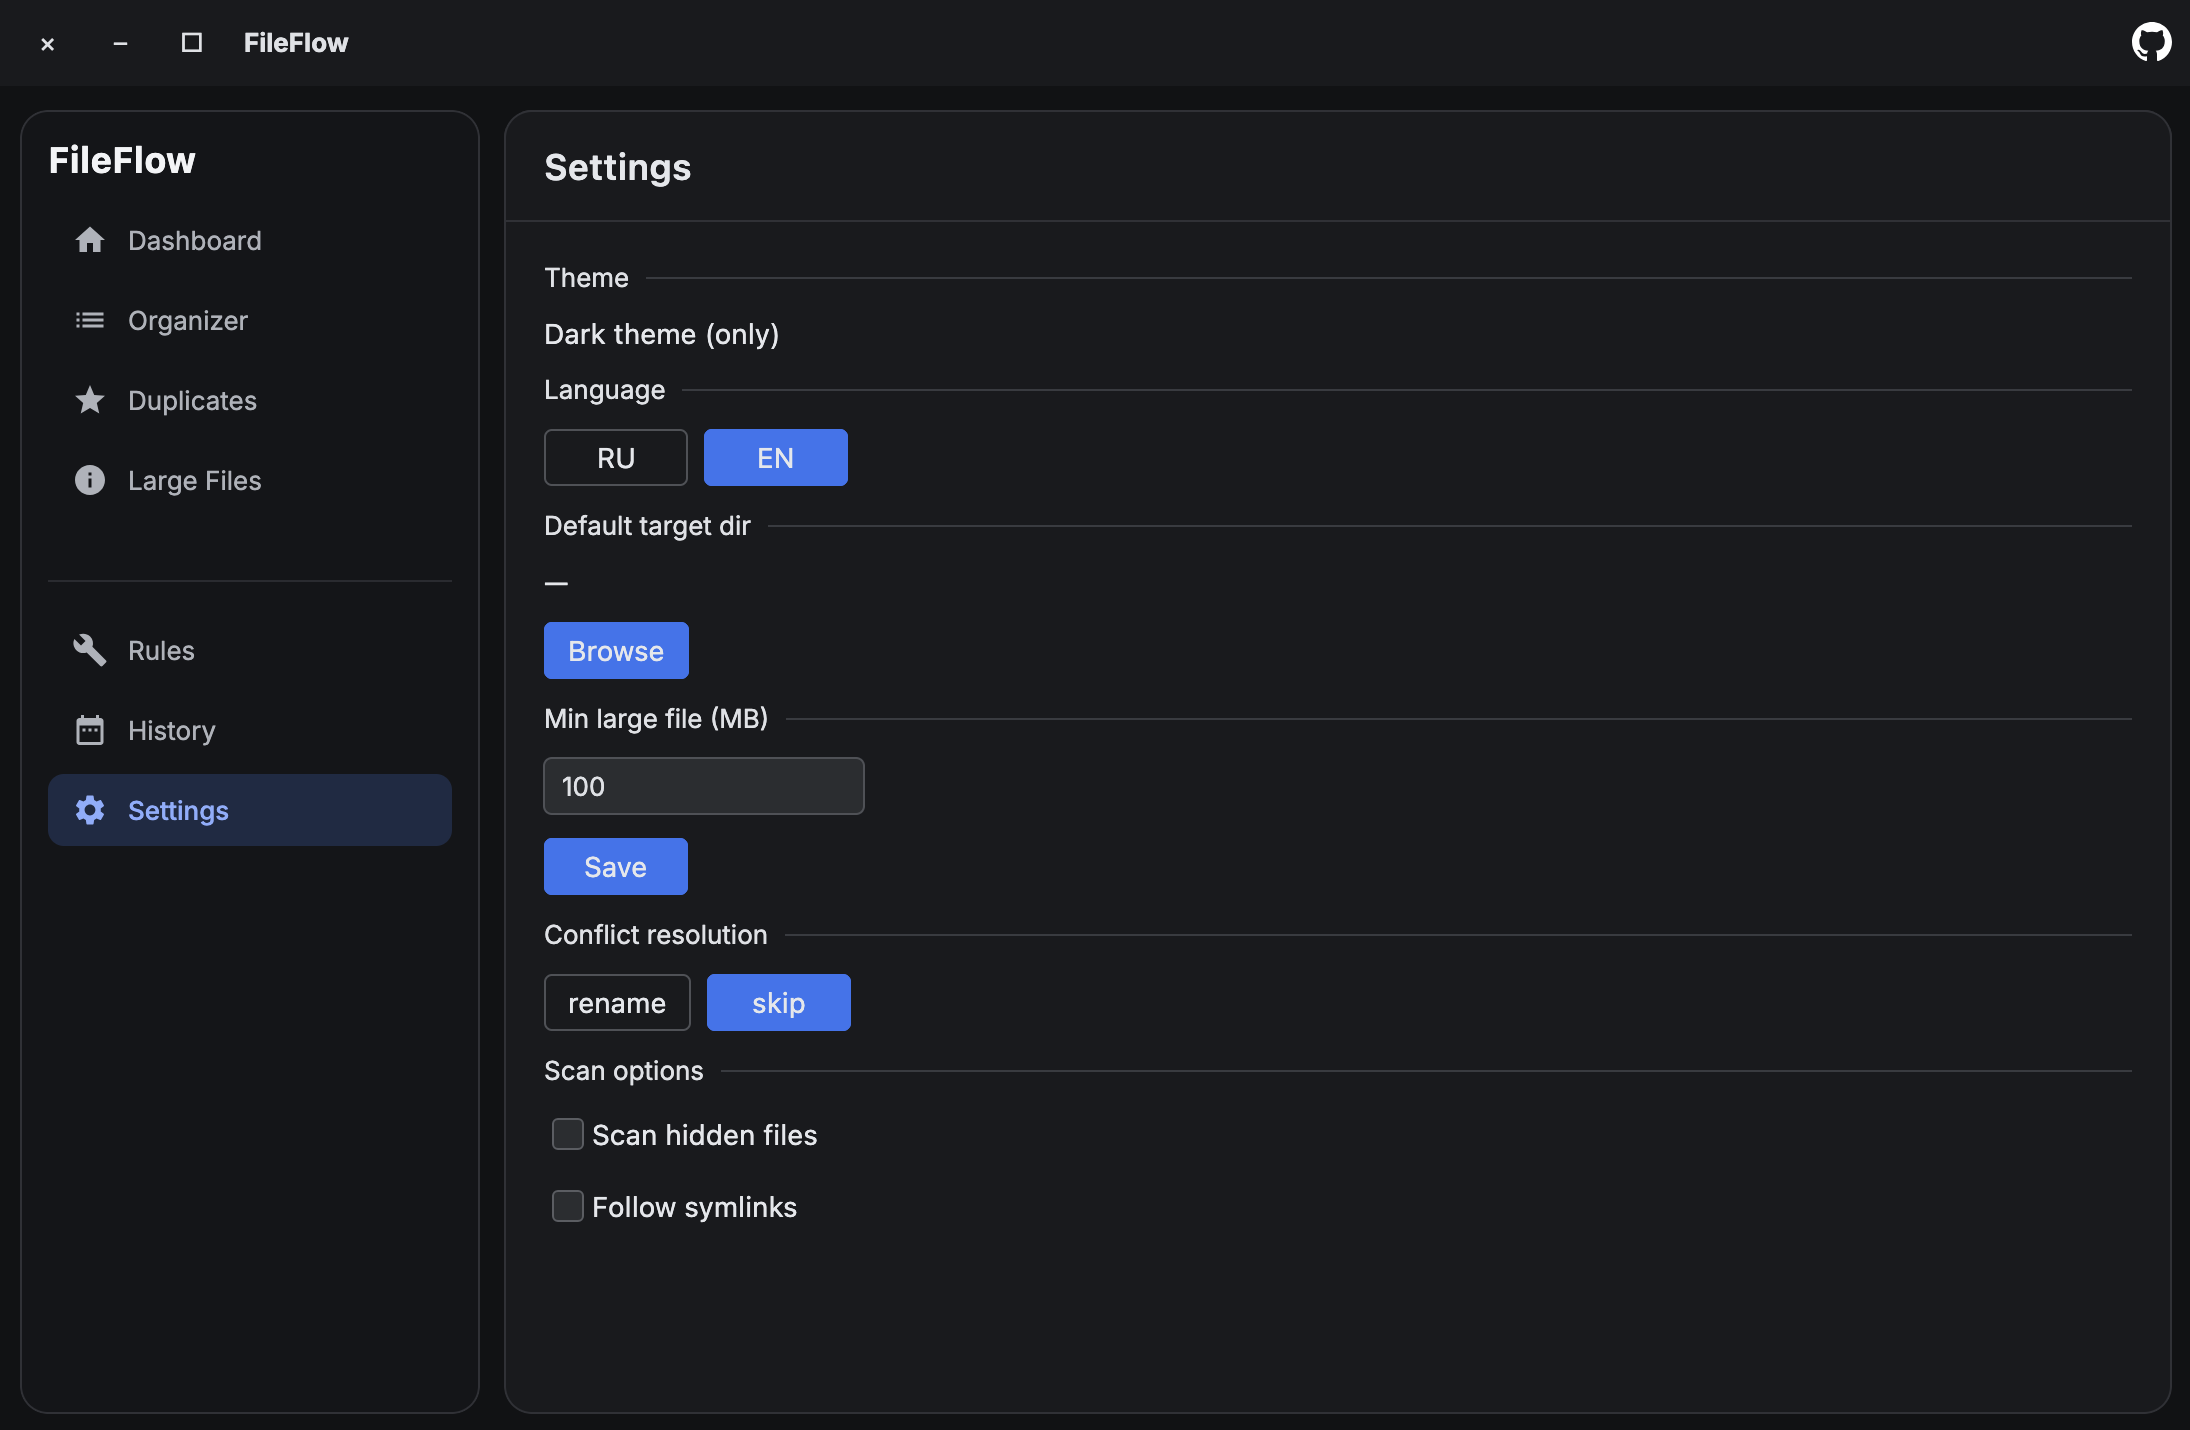 FileFlow
FileFlow
Dashboard
Organizer
Duplicates
Large Files
Rules
History
Settings
Settings
Theme
Dark theme (only)
Language
RU EN
Default target dir
—
Browse
Min large file (MB)
100
Save
Conflict resolution
rename skip
Scan options
Scan hidden files
Follow symlinks